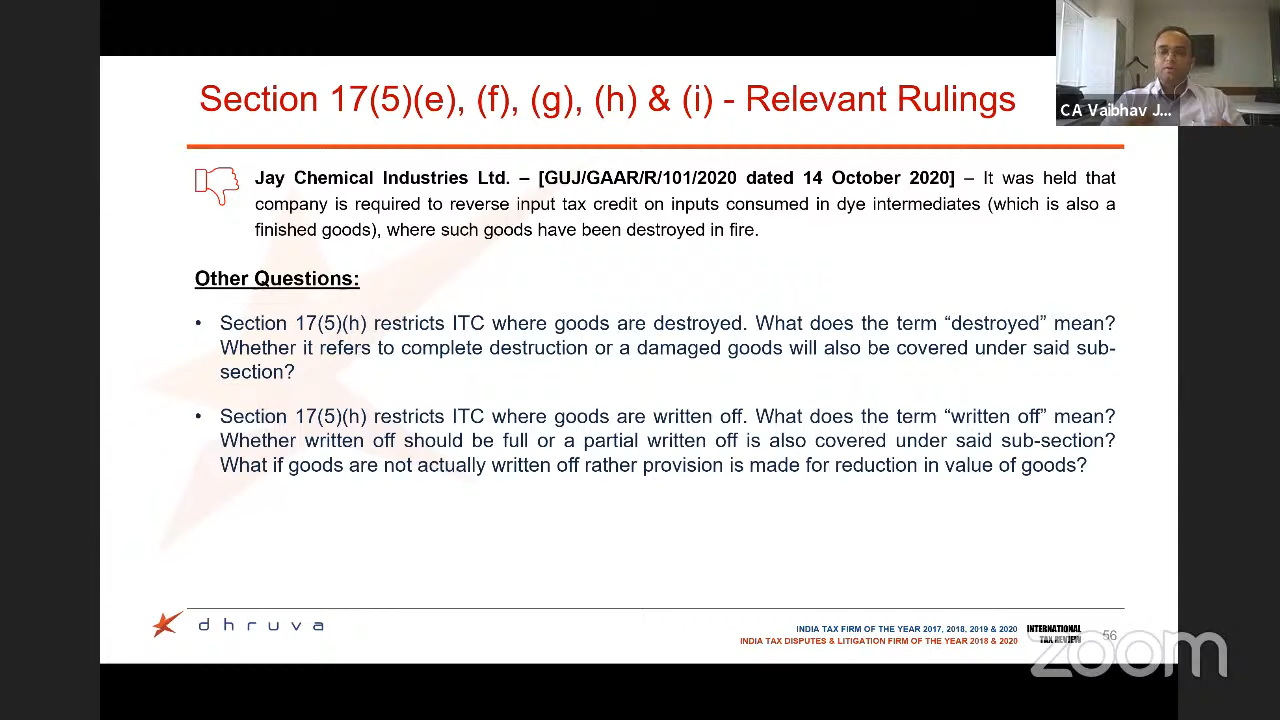 Section 17(5)(e), (f), (g), (h) & (i) - Relevant Rulings
CA Vaibhav J...
Jay Chemical Industries Ltd. – [GUJ/GAAR/R/101/2020 dated 14 October 2020] – It was held that
company is required to reverse input tax credit on inputs consumed in dye intermediates (which is also a
finished goods), where such goods have been destroyed in fire.
Other Questions:
• Section 17(5)(h) restricts ITC where goods are destroyed. What does the term “destroyed” mean?
Whether it refers to complete destruction or a damaged goods will also be covered under said sub-
section?
• Section 17(5)(h) restricts ITC where goods are written off. What does the term “written off” mean?
Whether written off should be full or a partial written off is also covered under said sub-section?
What if goods are not actually written off rather provision is made for reduction in value of goods?
dhruva
INDIA TAX FIRM OF THE YEAR 2017, 2018, 2019 & 2020
INDIA TAX DISPUTES & LITIGATION FIRM OF THE YEAR 2018 & 2020
INTERNATIONAL
TAX REVIEW
56
zoom